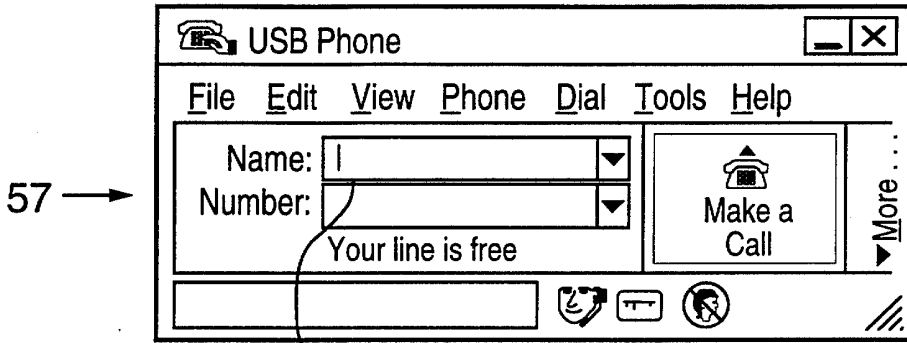 USB Phone
File Edit View Phone Dial Tools Help
Name:
Number:
Your line is free
Make a
Call
More...
57